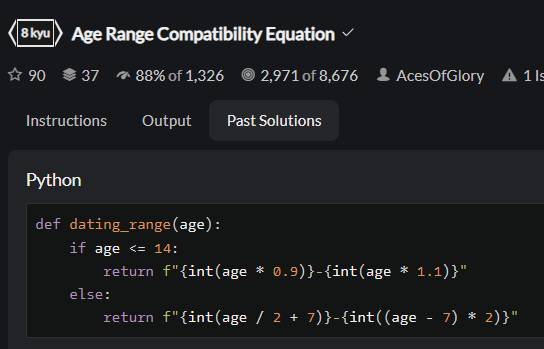 8 kyu Age Range Compatibility Equation
90 37 88% of 1,326 2,971 of 8,676 AcesOfGlory 1 Is
Instructions Output Past Solutions
Python
def dating_range(age):
    if age <= 14:
        return f"{int(age * 0.9)}-{int(age * 1.1)}"
    else:
        return f"{int(age / 2 + 7)}-{int((age - 7) * 2)}"